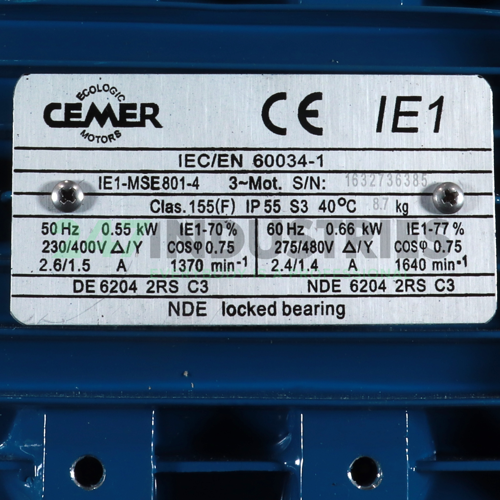 ECOLOGIC
CEMER
MOTORS
CE IE1
IEC/EN 60034-1
IE1-MSE801-4 3~Mot. S/N: 1632736385
Clas.155(F) IP 55 S3 40°C 8.7 kg
50 Hz 0.55 kW IE1-70% 60 Hz 0.66 kW IE1-77%
230/400V △/Y COSφ 0.75 275/480V △/Y COSφ 0.75
2.6/1.5 A 1370 min⁻¹ 2.4/1.4 A 1640 min⁻¹
DE 6204 2RS C3 NDE 6204 2RS C3
NDE locked bearing